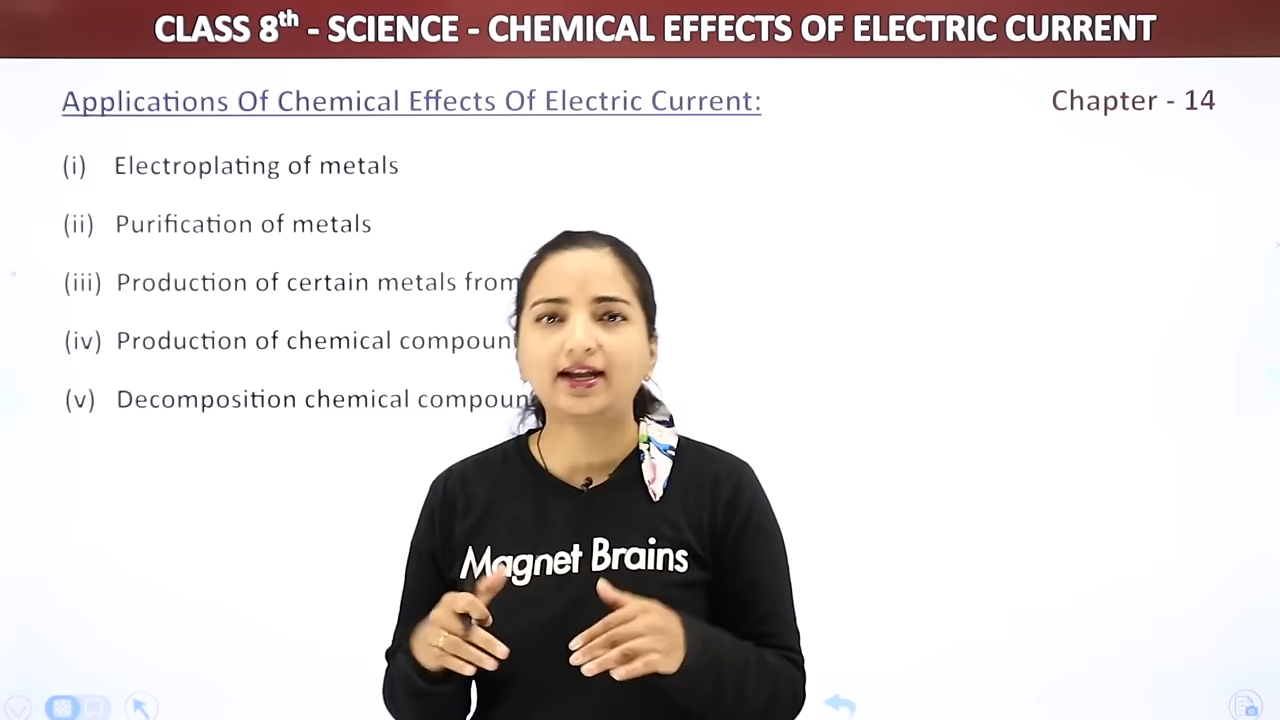 CLASS 8th - SCIENCE - CHEMICAL EFFECTS OF ELECTRIC CURRENT
Applications Of Chemical Effects Of Electric Current:
Chapter - 14
(i) Electroplating of metals
(ii) Purification of metals
(iii) Production of certain metals from
(iv) Production of chemical
(v) Decomposition chemical
Magnet Brains